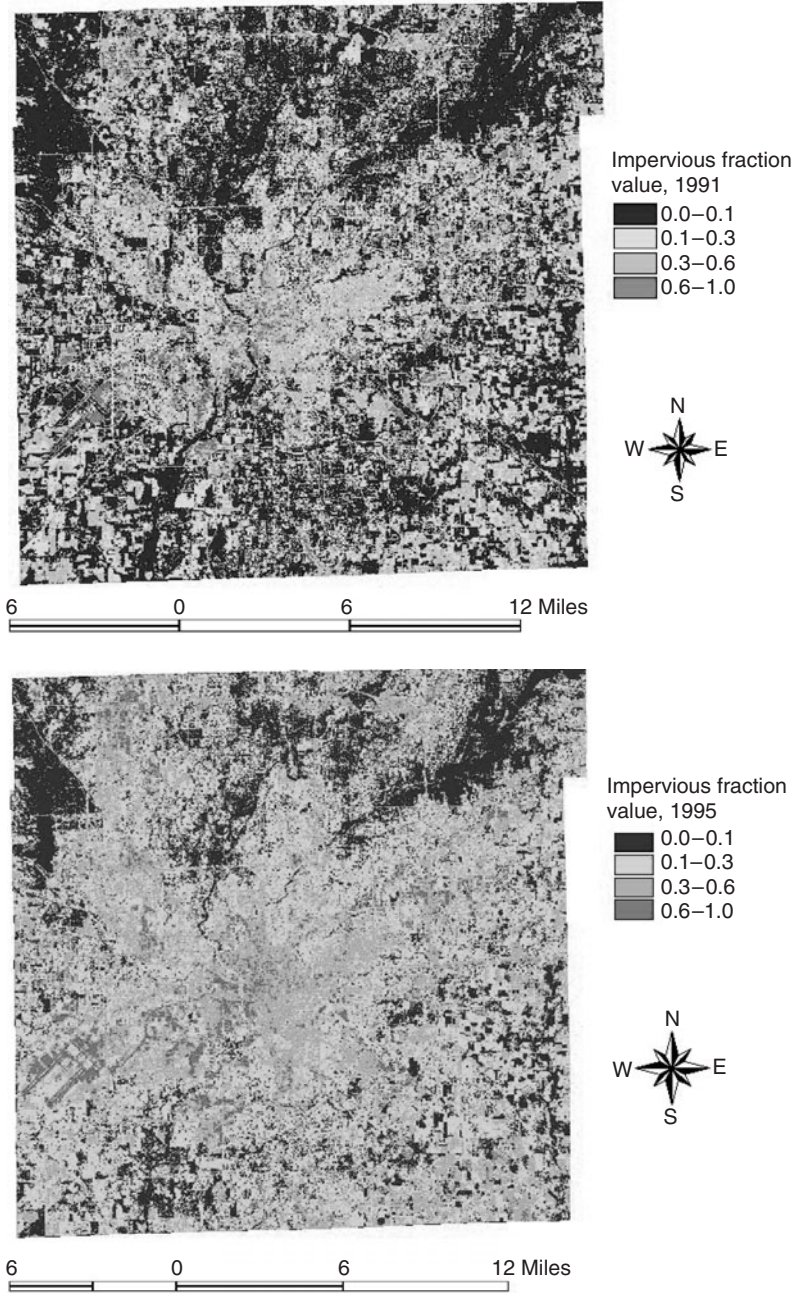 Impervious fraction
value, 1991
0.0–0.1
0.1–0.3
0.3–0.6
0.6–1.0
N
W E
S
6 0 6 12 Miles
Impervious fraction
value, 1995
0.0–0.1
0.1–0.3
0.3–0.6
0.6–1.0
N
W E
S
6 0 6 12 Miles